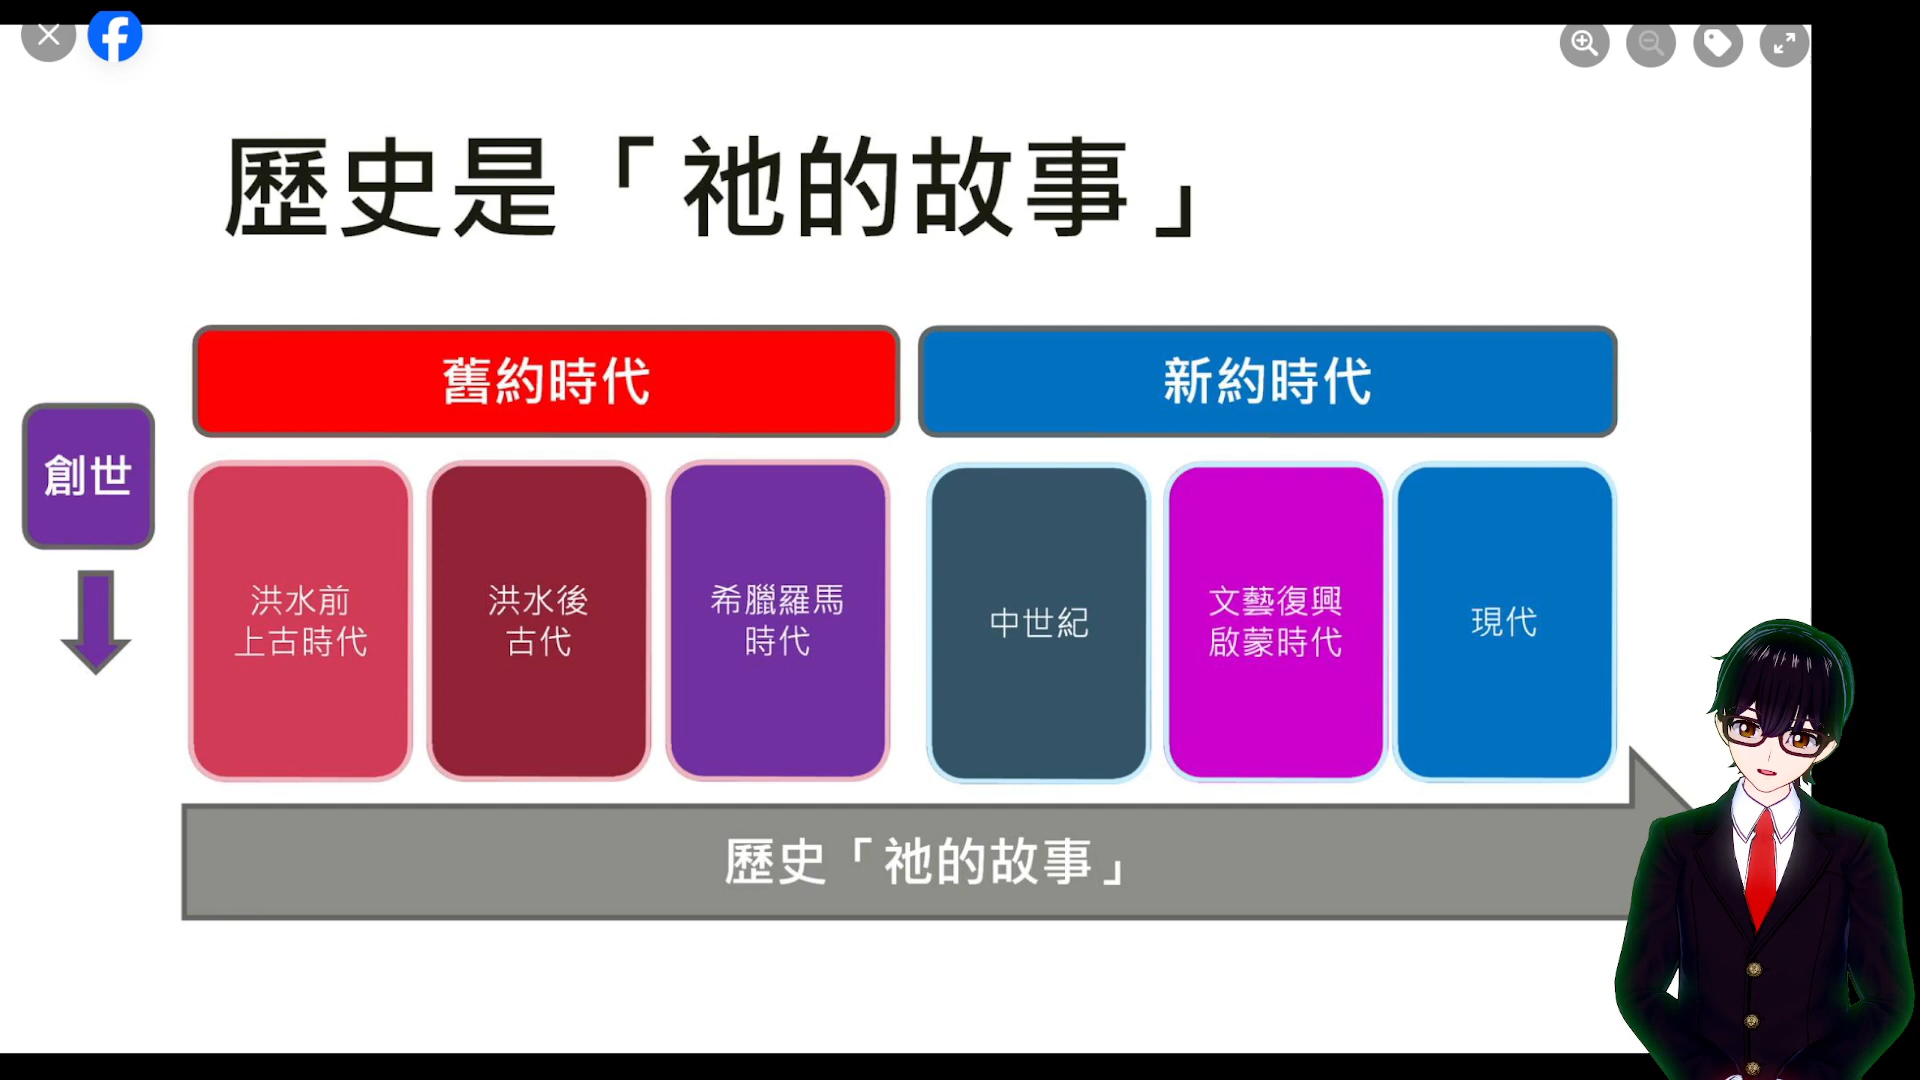 歷史是「祂的故事」
舊約時代
新約時代
創世
洪水前
上古時代
洪水後
古代
希臘羅馬
時代
中世紀
文藝復興
啟蒙時代
現代
歷史「祂的故事」